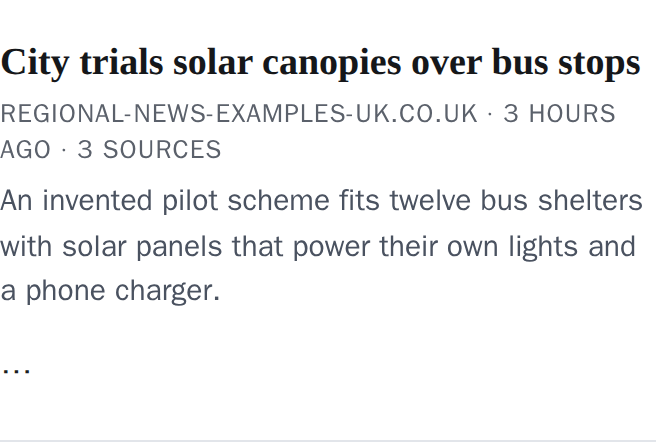 City trials solar canopies over bus stops
REGIONAL-NEWS-EXAMPLES-UK.CO.UK · 3 HOURS
AGO · 3 SOURCES
An invented pilot scheme fits twelve bus shelters
with solar panels that power their own lights and
a phone charger.
…